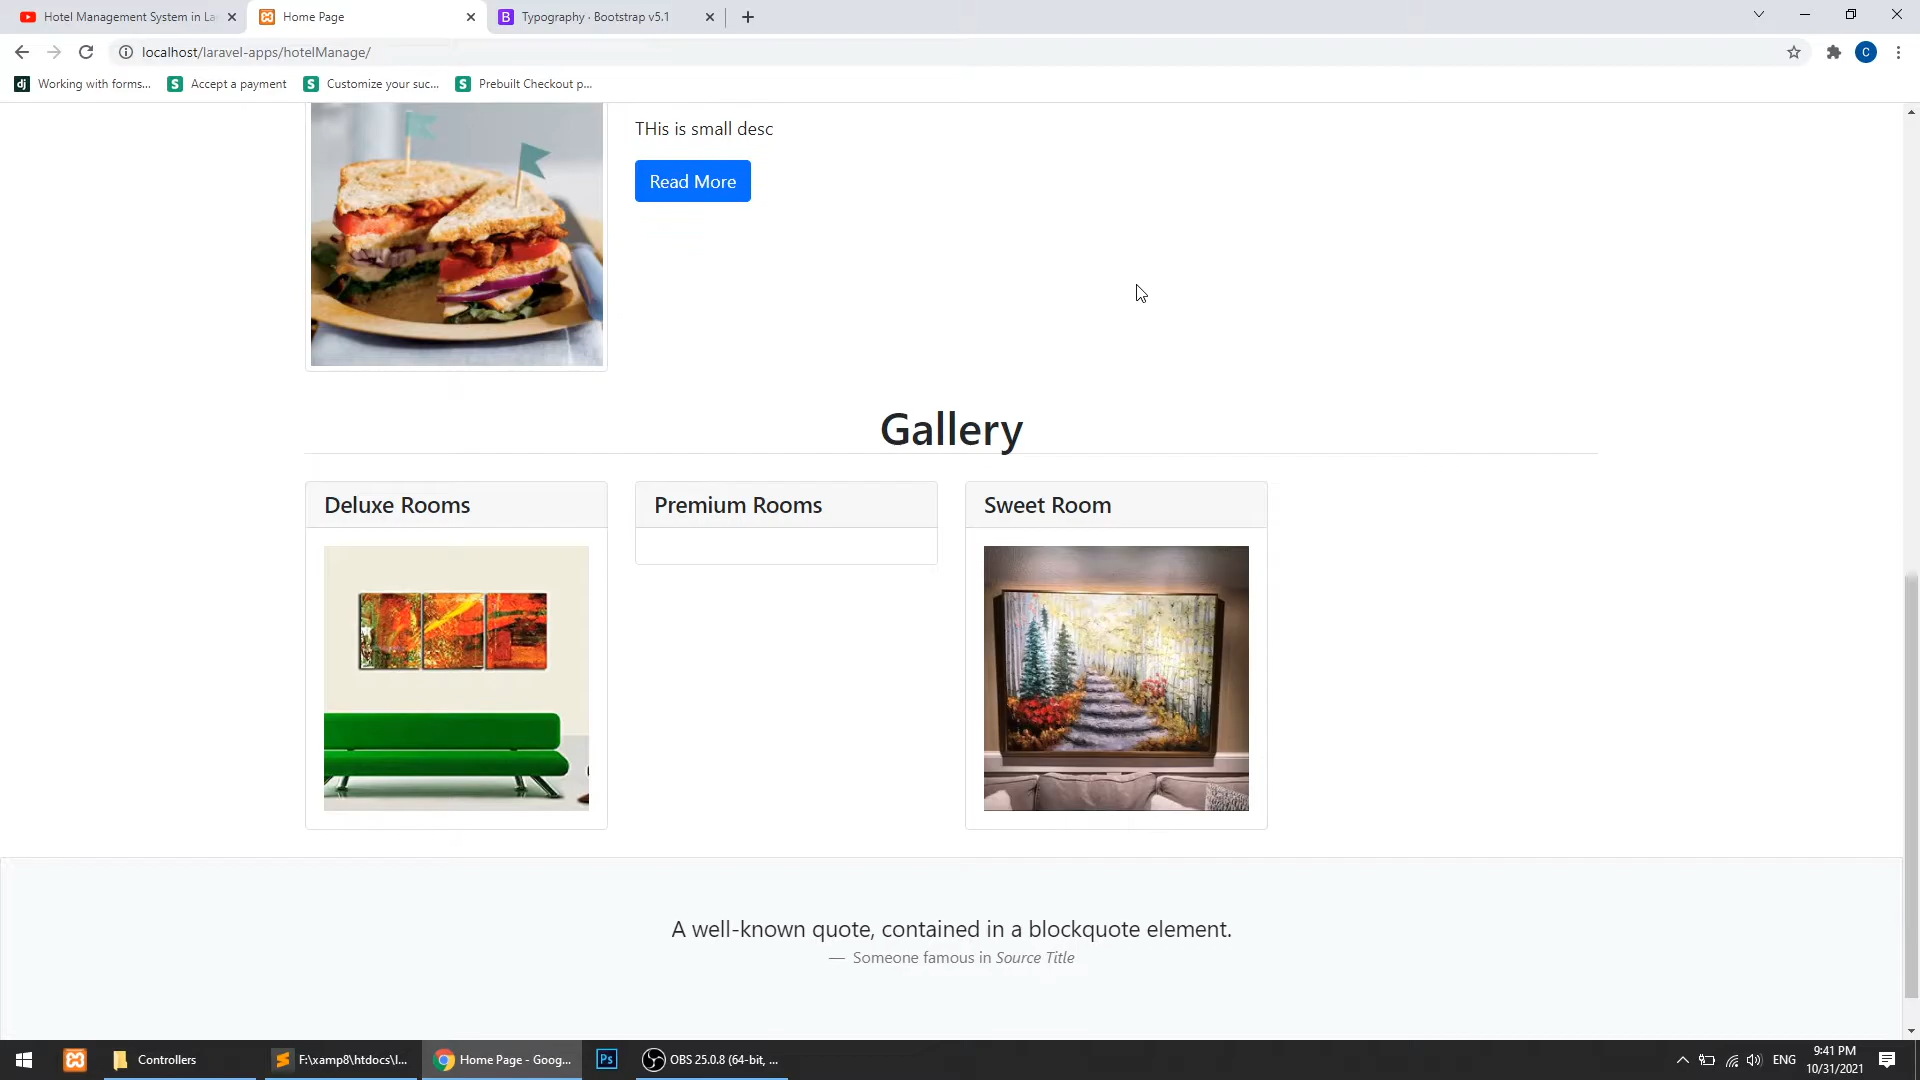 Hotel Management System in La
Home Page
Typography · Bootstrap v5.1
localhost/laravel-apps/hotelManage/
C
dj Working with forms...
S Accept a payment
S Customize your suc...
S Prebuilt Checkout p...
THis is small desc
Read More
Gallery
Deluxe Rooms
Premium Rooms
Sweet Room
A well-known quote, contained in a blockquote element.
— Someone famous in Source Title
Controllers
F:\xamp8\htdocs\l...
Home Page - Goog...
Ps
OBS 25.0.8 (64-bit, ...
ENG
9:41 PM
10/31/2021